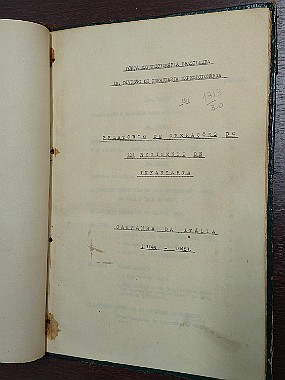 FORÇA EXPEDICIONÁRIA BRASILEIRA
1a. DIVISÃO DE INFANTARIA EXPEDICIONÁRIA
RELATÓRIO DE OPERAÇÕES DO
REGIMENTO DE
INFANTARIA
CAMPANHA DA ITÁLIA
(1944 - 1945)